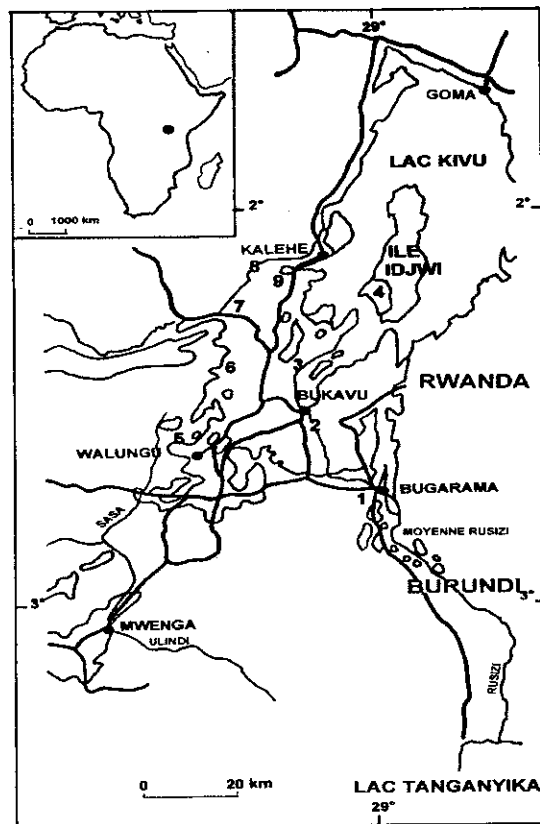 29°
GOMA
LAC KIVU
0 1000 km
2° 2°
KALEHE
8
9
ILE
IDJWI
4
7
3
6
RWANDA
BUKAVU
2
5
WALUNGU
1
BUGARAMA
SASA
MOYENNE RUSIZI
BURUNDI
3° 3°
MWENGA
ULINDI
RUSIZI
0 20 km
LAC TANGANYIKA
29°